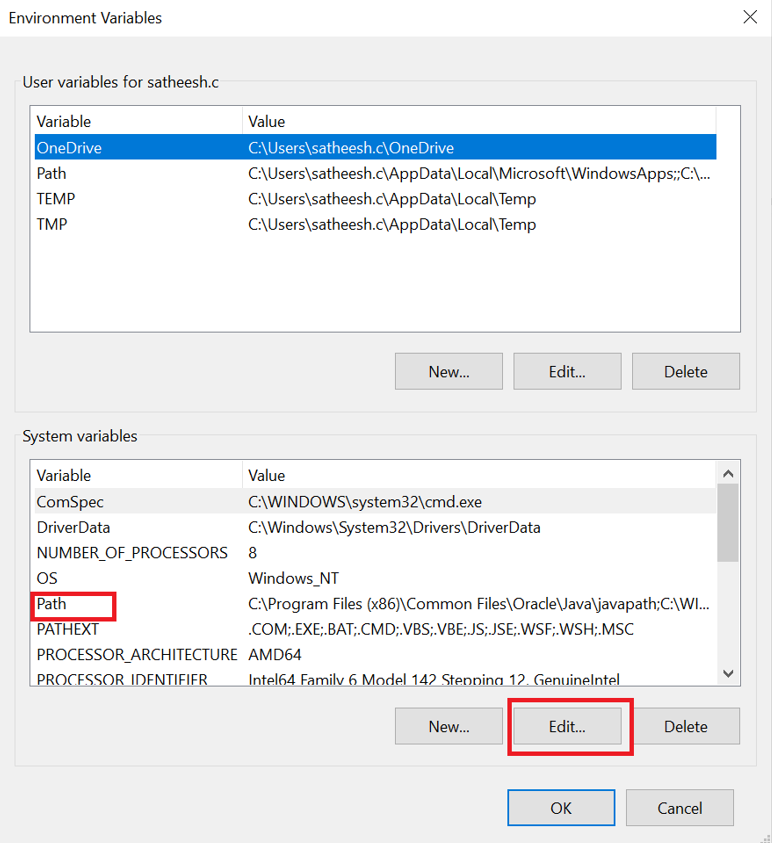 Environment Variables
User variables for satheesh.c
Variable Value
OneDrive C:\Users\satheesh.c\OneDrive
Path C:\Users\satheesh.c\AppData\Local\Microsoft\WindowsApps;;C:\...
TEMP C:\Users\satheesh.c\AppData\Local\Temp
TMP C:\Users\satheesh.c\AppData\Local\Temp
New... Edit... Delete
System variables
Variable Value
ComSpec C:\WINDOWS\system32\cmd.exe
DriverData C:\Windows\System32\Drivers\DriverData
NUMBER_OF_PROCESSORS 8
OS Windows_NT
Path C:\Program Files (x86)\Common Files\Oracle\Java\javapath;C:\WI...
PATHEXT .COM;.EXE;.BAT;.CMD;.VBS;.VBE;.JS;.JSE;.WSF;.WSH;.MSC
PROCESSOR_ARCHITECTURE AMD64
PROCESSOR_IDENTIFIER Intel64 Family 6 Model 142 Stepping 12, GenuineIntel
New... Edit... Delete
OK Cancel